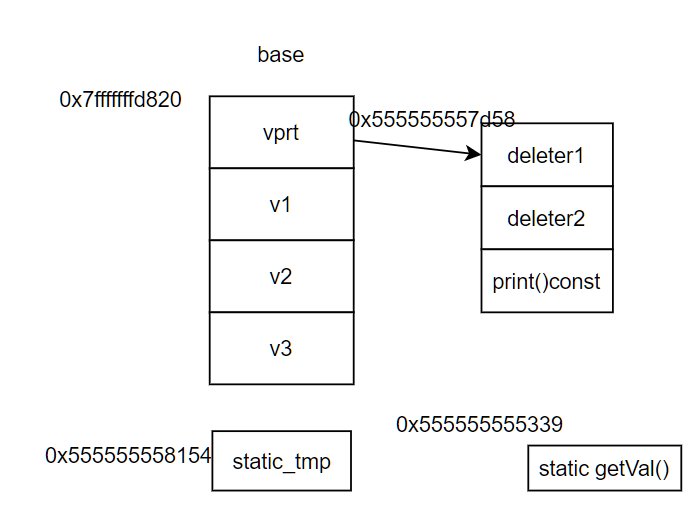 base
0x7fffffffd820
0x555555557d58
vprt
deleter1
v1
deleter2
v2
print()const
v3
0x555555555339
0x555555558154
static_tmp
static getVal()